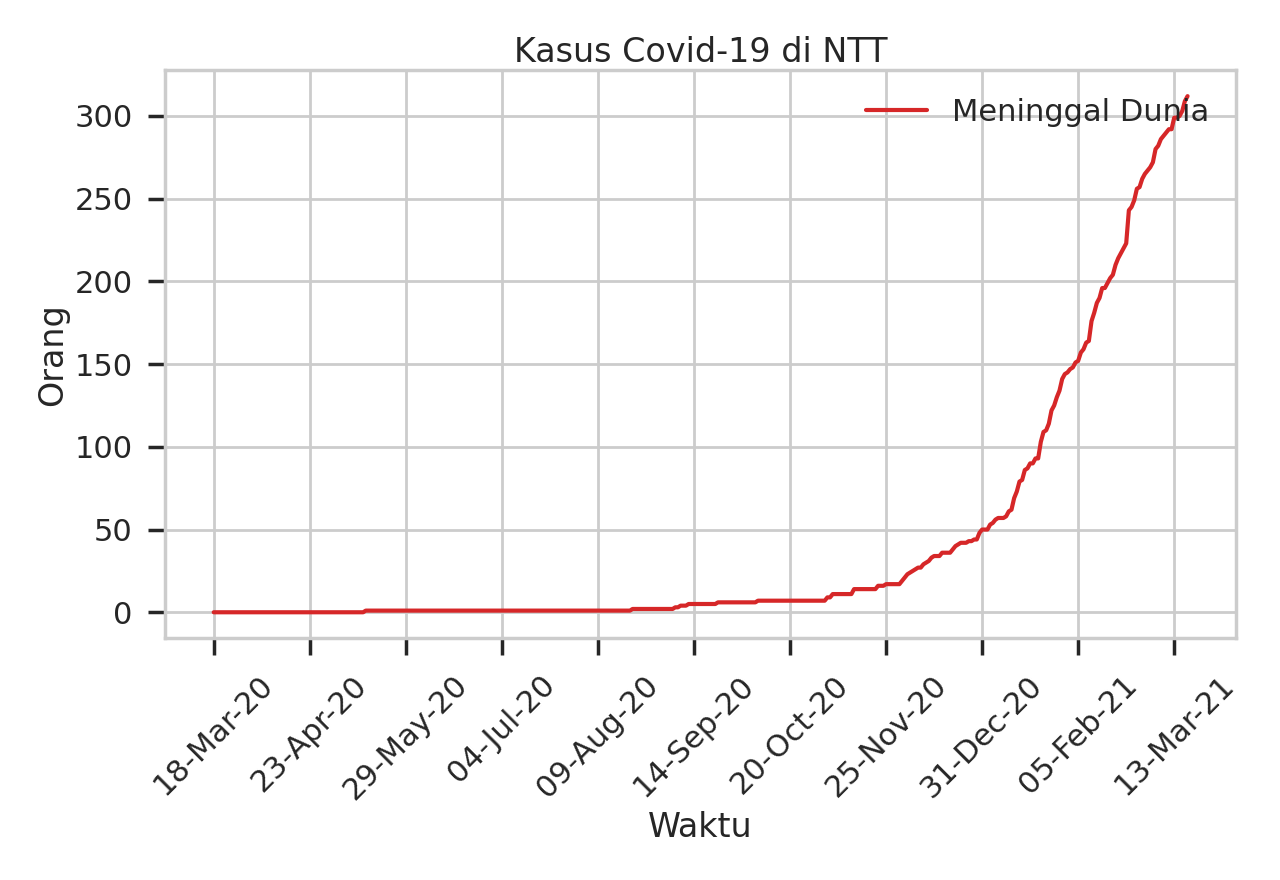 Kasus Covid-19 di NTT
Meninggal Dunia
Orang
300
250
200
150
100
50
0
18-Mar-20
23-Apr-20
29-May-20
04-Jul-20
09-Aug-20
14-Sep-20
20-Oct-20
25-Nov-20
31-Dec-20
05-Feb-21
13-Mar-21
Waktu